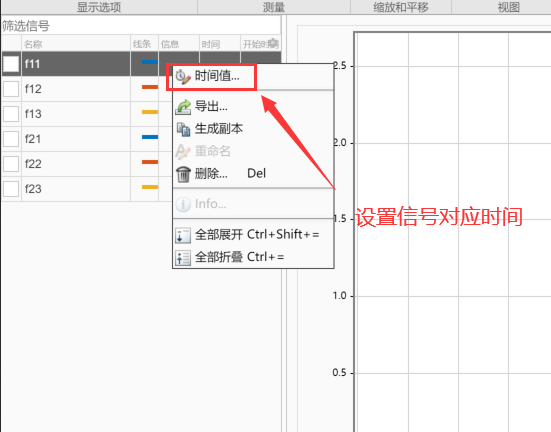 显示选项 测量 缩放和平移 视图
筛选信号
名称 线条 信息 时间 开始时间
f11
f12
f13
f21
f22
f23
时间值...
导出...
生成副本
重命名
删除... Del
Info...
全部展开 Ctrl+Shift+=
全部折叠 Ctrl+=
设置信号对应时间
2.5
2.0
1.5
1.0
0.5